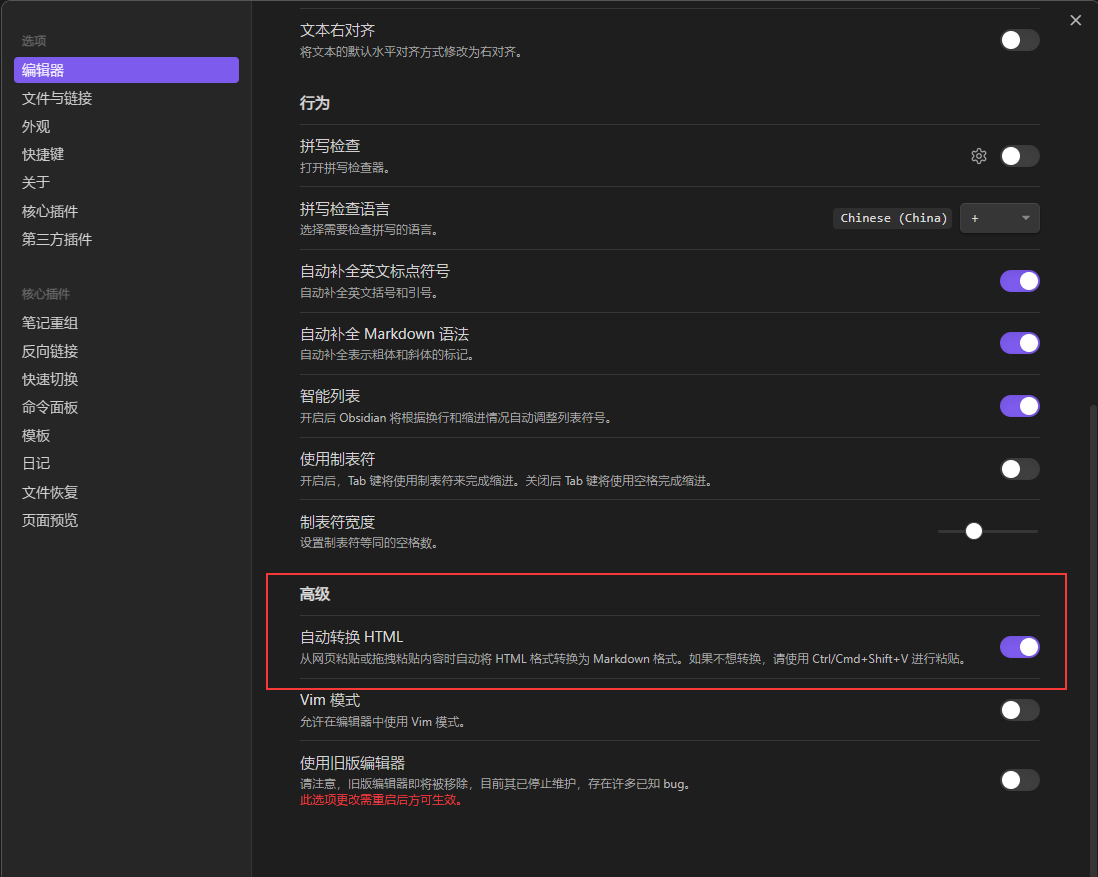 选项
编辑器
文件与链接
外观
快捷键
关于
核心插件
第三方插件
核心插件
笔记重组
反向链接
快速切换
命令面板
模板
日记
文件恢复
页面预览
文本右对齐
将文本的默认水平对齐方式修改为右对齐。
行为
拼写检查
打开拼写检查器。
拼写检查语言
选择需要检查拼写的语言。
Chinese (China)
+
自动补全英文标点符号
自动补全英文括号和引号。
自动补全 Markdown 语法
自动补全表示粗体和斜体的标记。
智能列表
开启后 Obsidian 将根据换行和缩进情况自动调整列表符号。
使用制表符
开启后，Tab 键将使用制表符来完成缩进。关闭后 Tab 键将使用空格完成缩进。
制表符宽度
设置制表符等同的空格数。
高级
自动转换 HTML
从网页粘贴或拖拽粘贴内容时自动将 HTML 格式转换为 Markdown 格式。如果不想转换，请使用 Ctrl/Cmd+Shift+V 进行粘贴。
Vim 模式
允许在编辑器中使用 Vim 模式。
使用旧版编辑器
请注意，旧版编辑器即将被移除，目前其已停止维护，存在许多已知 bug。
此选项更改需重启后方可生效。